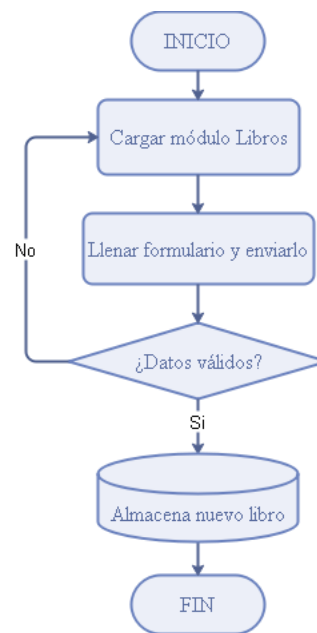 INICIO
Cargar módulo Libros
No
Llenar formulario y enviarlo
¿Datos válidos?
Si
Almacena nuevo libro
FIN